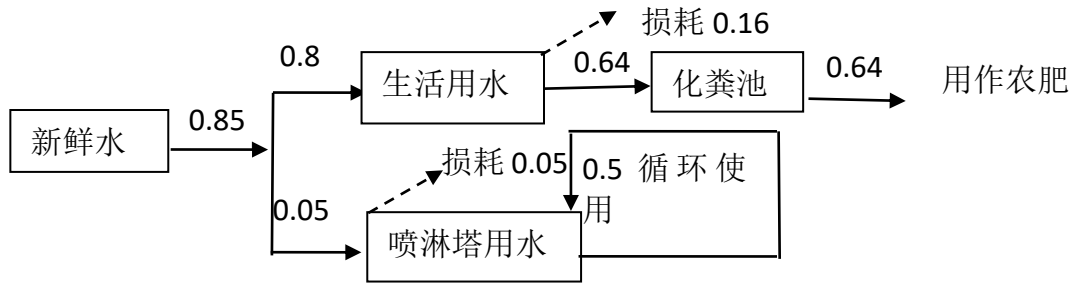 损耗 0.16
0.8
生活用水
0.64
化粪池
0.64
用作农肥
新鲜水
0.85
损耗 0.05
0.5 循环使
用
0.05
喷淋塔用水